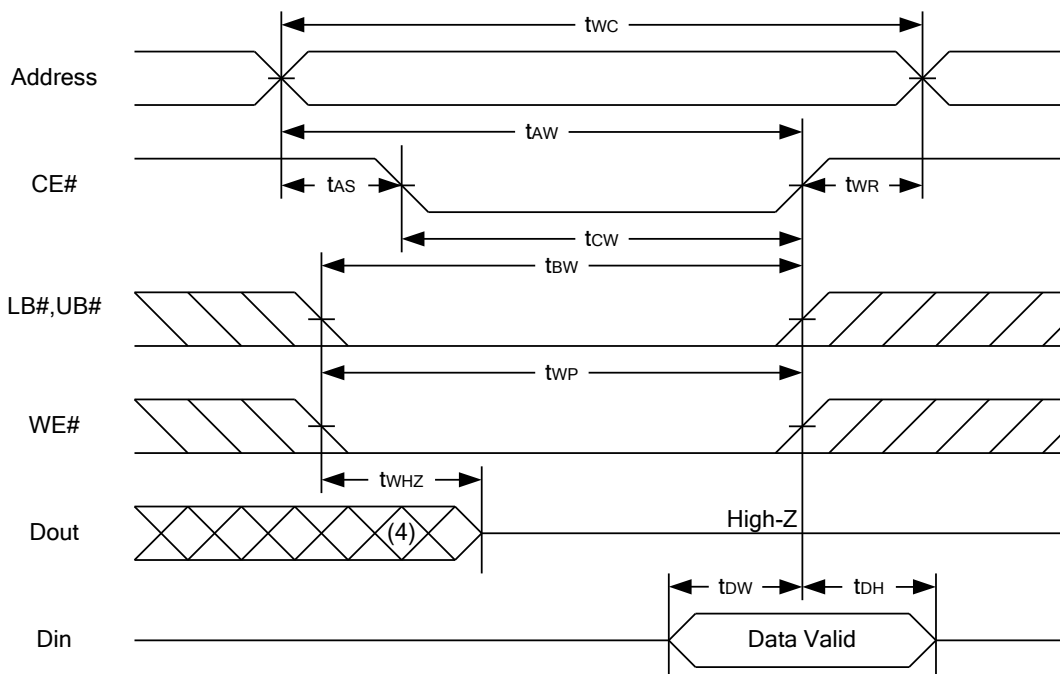 tWC
Address
tAW
CE#
tAS
tWR
tCW
tBW
LB#,UB#
tWP
WE#
tWHZ
Dout
(4)
High-Z
tDW
tDH
Din
Data Valid